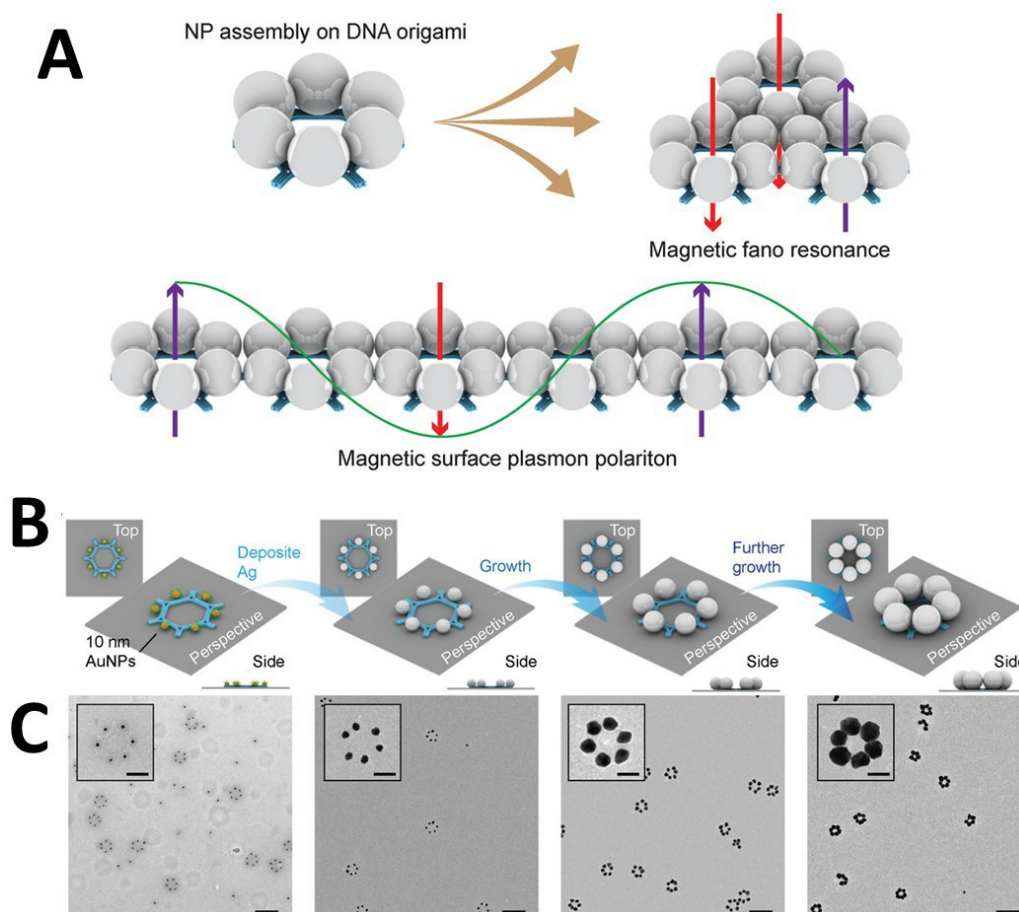 A
NP assembly on DNA origami
Magnetic fano resonance
Magnetic surface plasmon polariton
B
Top
Deposite
Ag
Top
Growth
Top
Further
growth
Top
10 nm
AuNPs
Perspective
Side
Perspective
Side
Perspective
Side
Perspective
Side
C